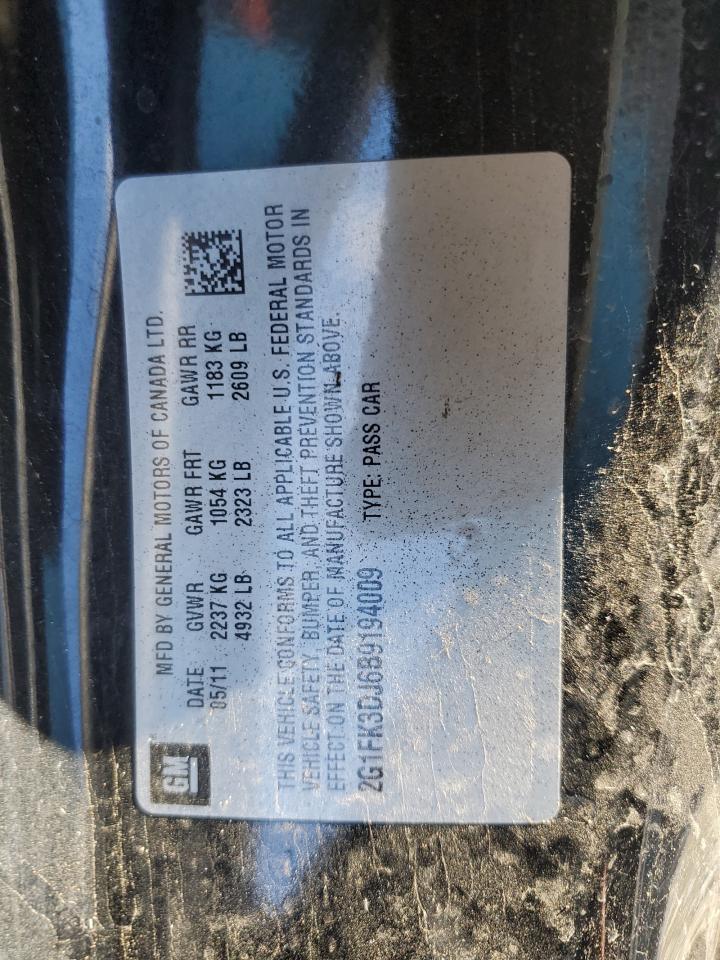 GM
MFD BY GENERAL MOTORS OF CANADA LTD.
DATE GVWR GAWR FRT GAWR RR
05/11 2237 KG 1054 KG 1183 KG
4932 LB 2323 LB 2609 LB
THIS VEHICLE CONFORMS TO ALL APPLICABLE U.S. FEDERAL MOTOR
VEHICLE SAFETY, BUMPER, AND THEFT PREVENTION STANDARDS IN
EFFECT ON THE DATE OF MANUFACTURE SHOWN ABOVE.
2G1FK3DJ6B9194009 TYPE: PASS CAR